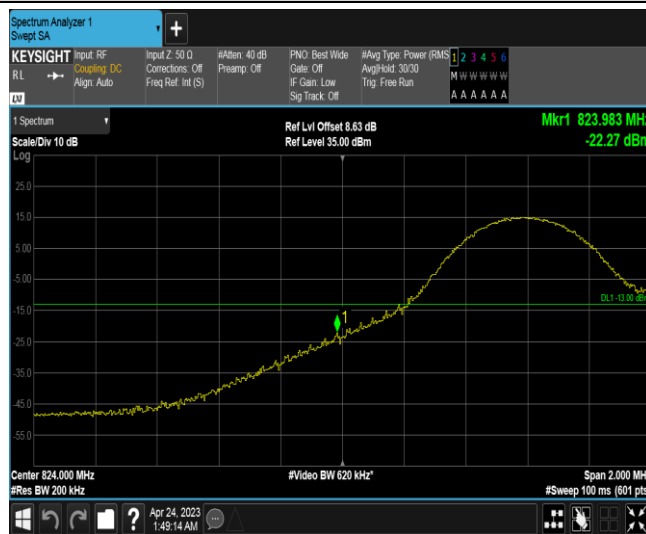 Spectrum Analyzer 1
Swept SA
+
KEYSIGHT
RL
LXI
Input: RF
Coupling: DC
Align: Auto
Input Z: 50 Ω
Corrections: Off
Freq Ref: Int (S)
#Atten: 40 dB
Preamp: Off
PNO: Best Wide
Gate: Off
IF Gain: Low
Sig Track: Off
#Avg Type: Power (RMS
Avg|Hold: 30/30
Trig: Free Run
1 2 3 4 5 6
M W W W W W
A A A A A A
1 Spectrum
Scale/Div 10 dB
Ref Lvl Offset 8.63 dB
Ref Level 35.00 dBm
Mkr1 823.983 MHz
-22.27 dBm
Log
25.0
15.0
5.00
-5.00
DL1 -13.00 dBm
-15.0
1
-25.0
-35.0
-45.0
-55.0
Center 824.000 MHz
#Res BW 200 kHz
#Video BW 620 kHz*
Span 2.000 MHz
#Sweep 100 ms (601 pts
?
Apr 24, 2023
1:49:14 AM